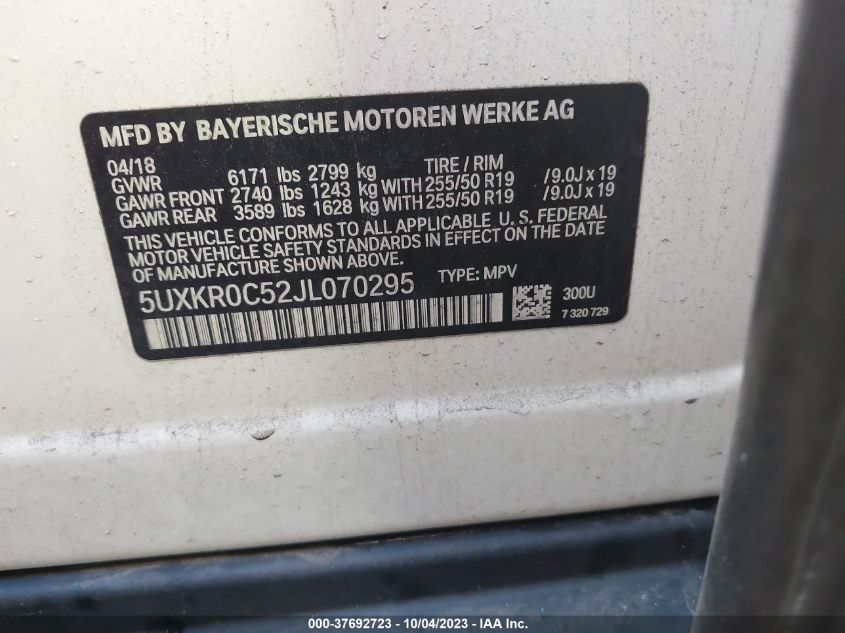 MFD BY BAYERISCHE MOTOREN WERKE AG
04/18 TIRE / RIM
GVWR 6171 lbs 2799 kg
GAWR FRONT 2740 lbs 1243 kg WITH 255/50 R19 /9.0J x 19
GAWR REAR 3589 lbs 1628 kg WITH 255/50 R19 /9.0J x 19
THIS VEHICLE CONFORMS TO ALL APPLICABLE U. S. FEDERAL
MOTOR VEHICLE SAFETY STANDARDS IN EFFECT ON THE DATE
OF MANUFACTURE SHOWN ABOVE.
5UXKR0C52JL070295 TYPE: MPV
300U
7 320 729
000-37692723 - 10/04/2023 - Copyright © 2023 IAA, Inc.